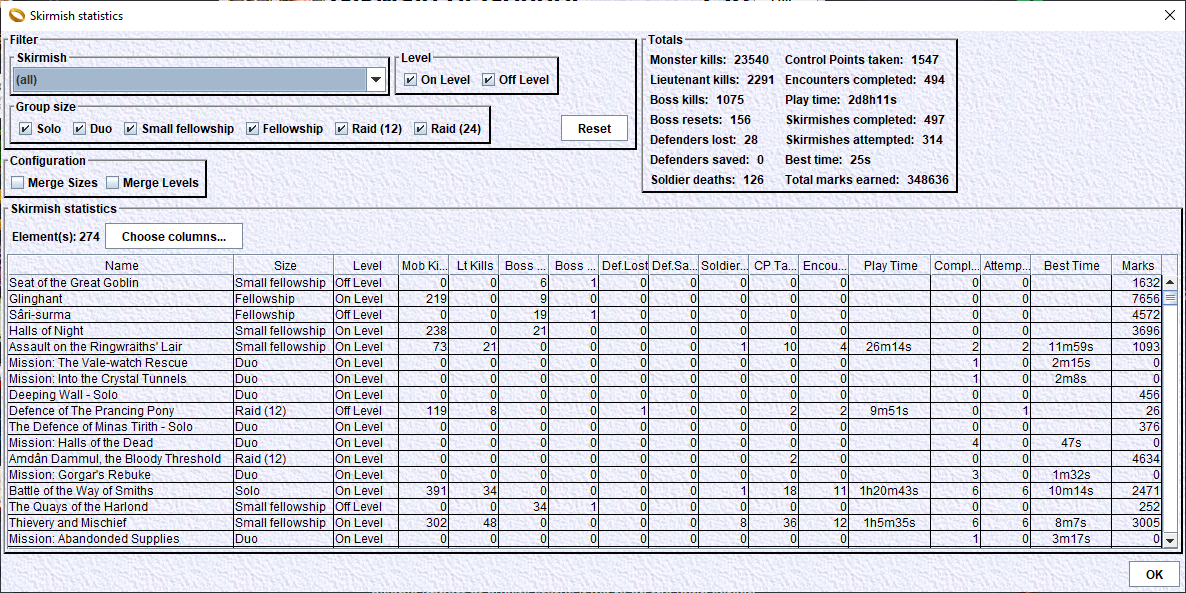 Skirmish statistics
Filter
Skirmish
(all)
Level
On Level Off Level
Group size
Solo Duo Small fellowship Fellowship Raid (12) Raid (24)
Reset
Configuration
Merge Sizes Merge Levels
Totals
Monster kills: 23540 Control Points taken: 1547
Lieutenant kills: 2291 Encounters completed: 494
Boss kills: 1075 Play time: 2d8h11s
Boss resets: 156 Skirmishes completed: 497
Defenders lost: 28 Skirmishes attempted: 314
Defenders saved: 0 Best time: 25s
Soldier deaths: 126 Total marks earned: 348636
Skirmish statistics
Element(s): 274 Choose columns...
Name Size Level Mob Ki... Lt Kills Boss ... Boss ... Def.Lost Def.Sa... Soldier... CP Ta... Encou... Play Time Compl... Attemp... Best Time Marks
Seat of the Great Goblin Small fellowship Off Level 0 0 6 1 0 0 0 0 0 0 0 1632
Glinghant Fellowship On Level 219 0 9 0 0 0 0 0 0 0 0 7656
Sâri-surma Fellowship Off Level 0 0 19 1 0 0 0 0 0 0 0 4572
Halls of Night Small fellowship On Level 238 0 21 0 0 0 0 0 0 0 0 3696
Assault on the Ringwraiths' Lair Small fellowship On Level 73 21 0 0 0 0 1 10 4 26m14s 2 2 11m59s 1093
Mission: The Vale-watch Rescue Duo On Level 0 0 0 0 0 0 0 0 0 1 0 2m15s 0
Mission: Into the Crystal Tunnels Duo On Level 0 0 0 0 0 0 0 0 0 1 0 2m8s 0
Deeping Wall - Solo Duo On Level 0 0 0 0 0 0 0 0 0 0 0 456
Defence of The Prancing Pony Raid (12) Off Level 119 8 0 0 1 0 0 2 2 9m51s 0 1 26
The Defence of Minas Tirith - Solo Duo On Level 0 0 0 0 0 0 0 0 0 0 0 376
Mission: Halls of the Dead Duo On Level 0 0 0 0 0 0 0 0 0 4 0 47s 0
Amdân Dammul, the Bloody Threshold Raid (12) On Level 0 0 0 0 0 0 0 2 0 0 0 4634
Mission: Gorgar's Rebuke Duo On Level 0 0 0 0 0 0 0 0 0 3 0 1m32s 0
Battle of the Way of Smiths Solo On Level 391 34 0 0 0 0 1 18 11 1h20m43s 6 6 10m14s 2471
The Quays of the Harlond Small fellowship Off Level 0 0 34 1 0 0 0 0 0 0 0 252
Thievery and Mischief Small fellowship On Level 302 48 0 0 0 0 8 36 12 1h5m35s 6 6 8m7s 3005
Mission: Abandonded Supplies Duo On Level 0 0 0 0 0 0 0 0 0 1 0 3m17s 0
OK